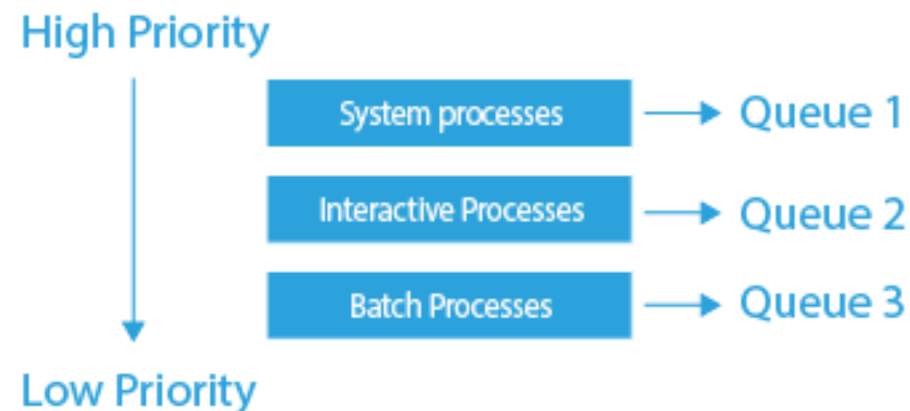 High Priority
System processes
Queue 1
Interactive Processes
Queue 2
Batch Processes
Queue 3
Low Priority